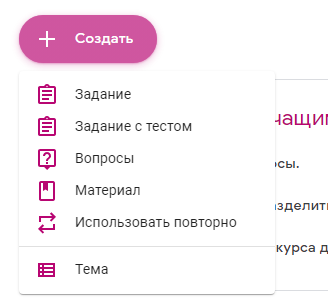 Создать
Задание
Задание с тестом
Вопросы
Материал
Использовать повторно
Тема